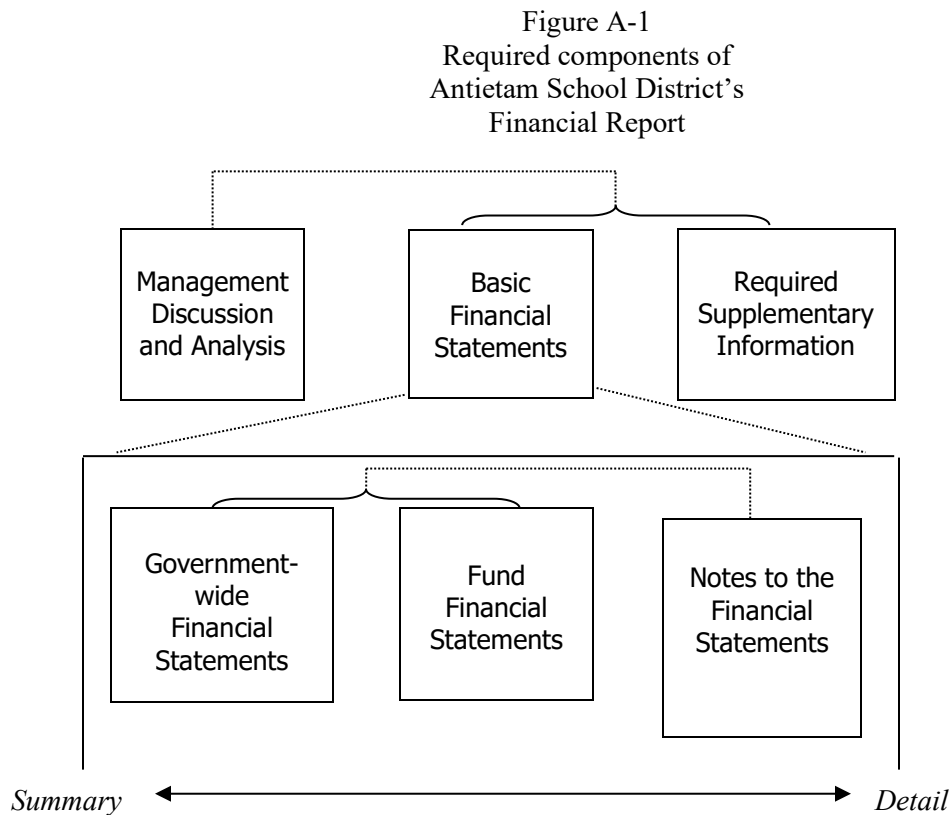 Figure A-1
Required components of
Antietam School District’s
Financial Report
Management
Discussion
and Analysis
Basic
Financial
Statements
Required
Supplementary
Information
Government-
wide
Financial
Statements
Fund
Financial
Statements
Notes to the
Financial
Statements
Summary
Detail